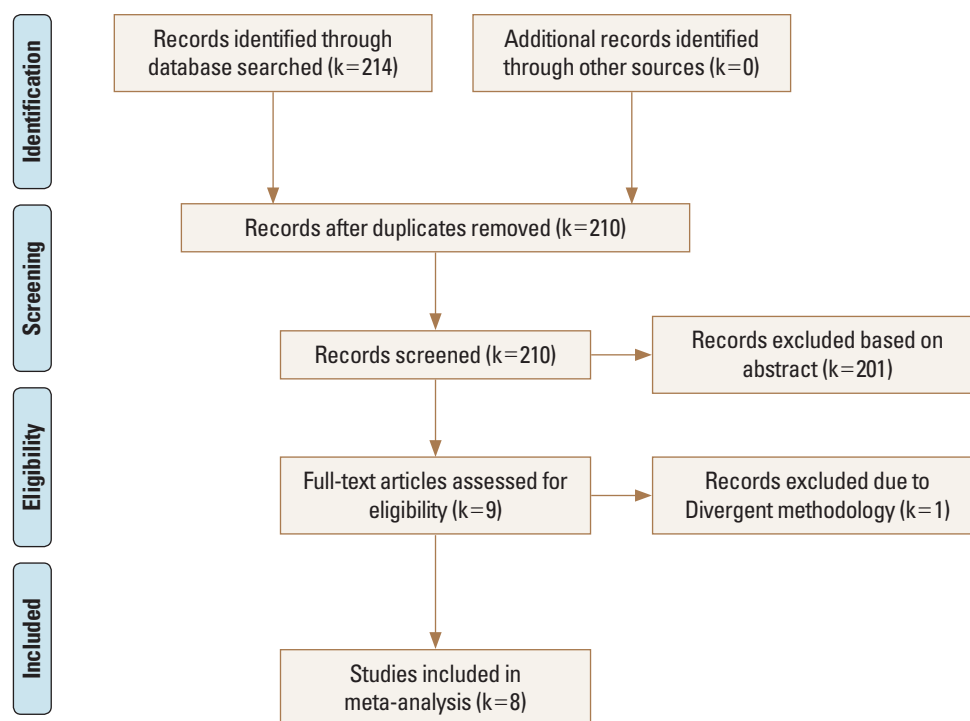 Identification
Records identified through
database searched (k=214)
Additional records identified
through other sources (k=0)
Screening
Records after duplicates removed (k=210)
Records screened (k=210)
Records excluded based on
abstract (k=201)
Eligibility
Full-text articles assessed for
eligibility (k=9)
Records excluded due to
Divergent methodology (k=1)
Included
Studies included in
meta-analysis (k=8)